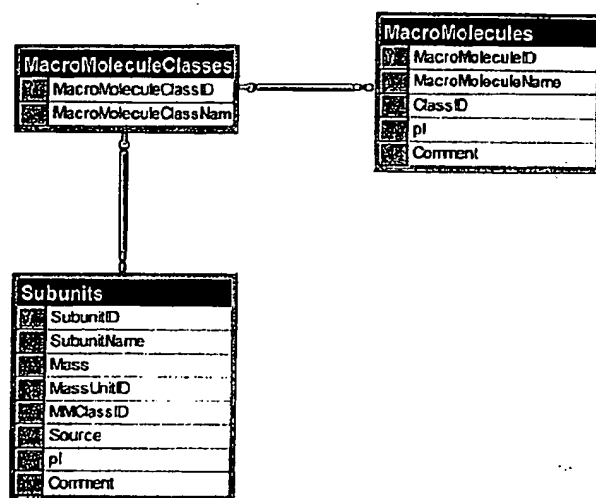 MacroMoleculeClasses
MacroMoleculeClassID
MacroMoleculeClassNam
MacroMolecules
MacroMoleculeID
MacroMoleculeName
ClassID
pI
Comment
Subunits
SubunitID
SubunitName
Mass
MassUnitID
MMClassID
Source
pI
Comment